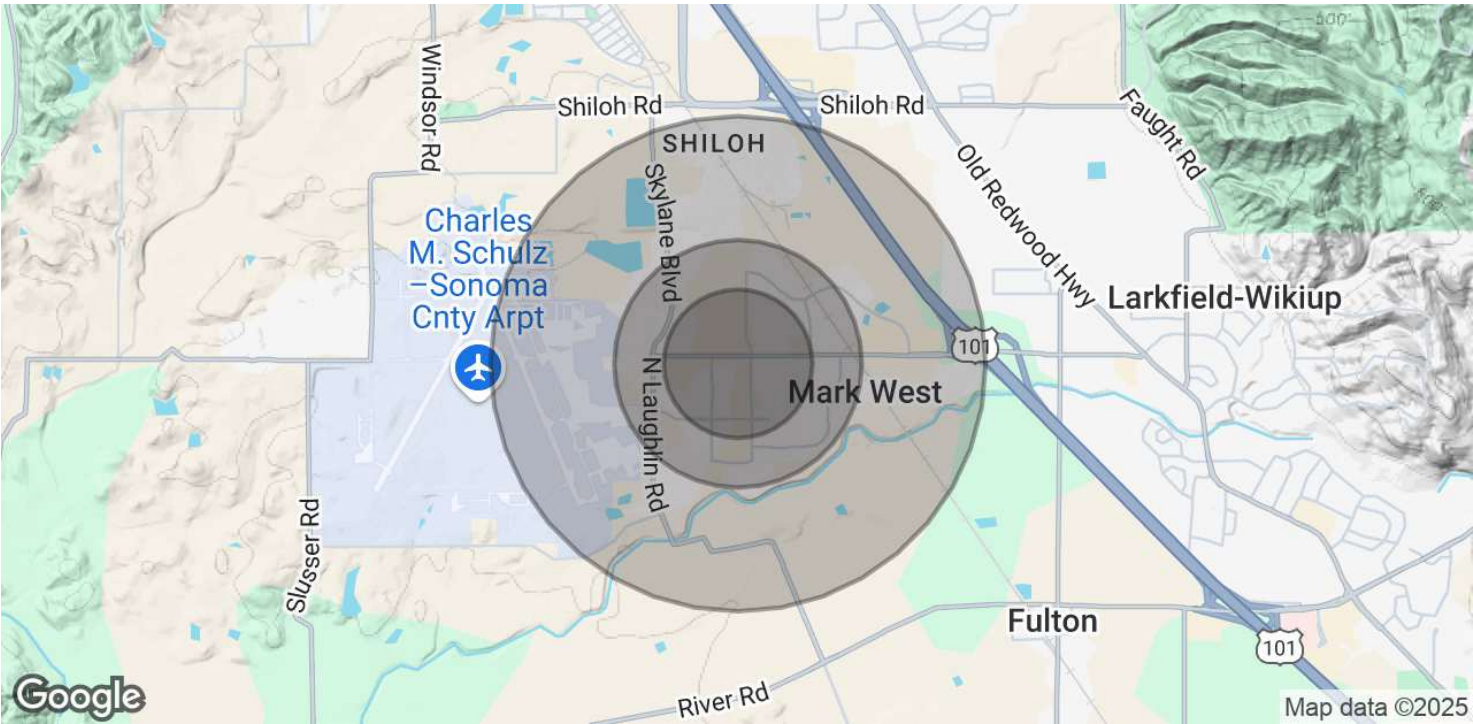 Windsor Rd
Shiloh Rd
Shiloh Rd
500'
Faught Rd
SHILOH
Old Redwood Hwy
Skylane Blvd
Charles
M. Schulz
–Sonoma
Cnty Arpt
Larkfield-Wikiup
101
N Laughlin Rd
Mark West
Slusser Rd
Fulton
101
River Rd
Google
Map data ©2025